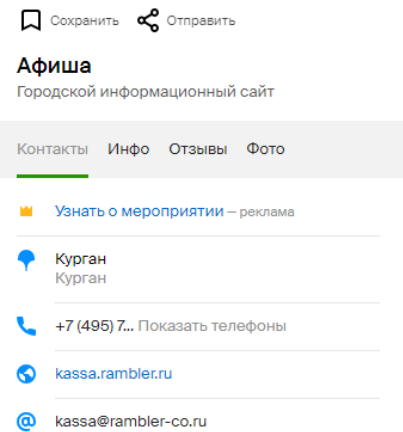 Сохранить Отправить
Афиша
Городской информационный сайт
Контакты Инфо Отзывы Фото
Узнать о мероприятии — реклама
Курган
Курган
+7 (495) 7... Показать телефоны
kassa.rambler.ru
kassa@rambler-co.ru